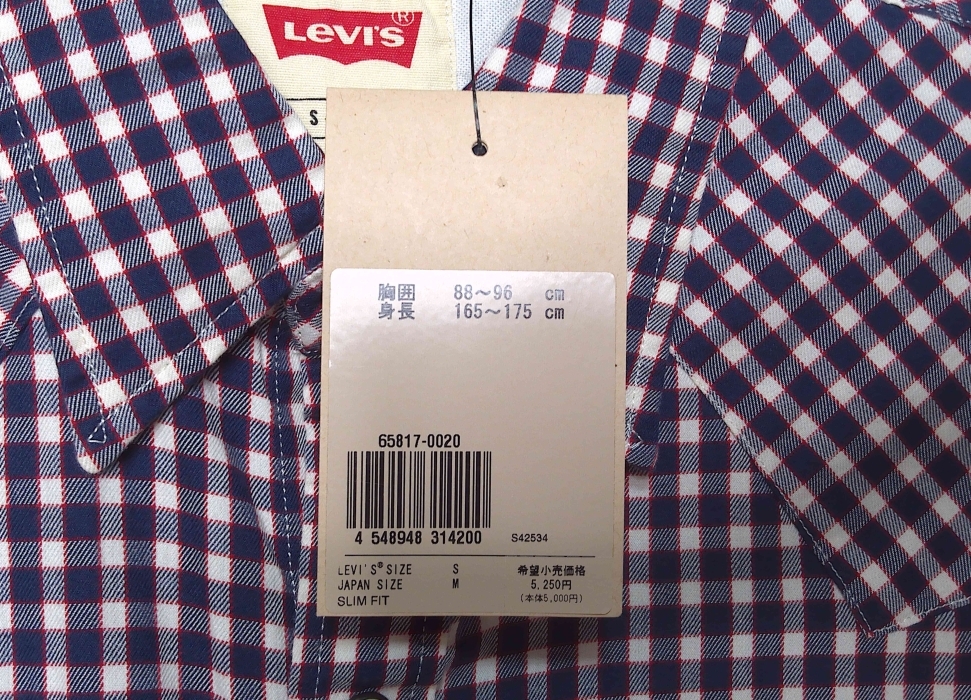 LEVI'S®
S
胸囲 88～96 cm
身長 165～175 cm
65817-0020
4 548948 314200
S42534
LEVI'S® SIZE S
JAPAN SIZE M
SLIM FIT
希望小売価格
5,250円
(本体5,000円)